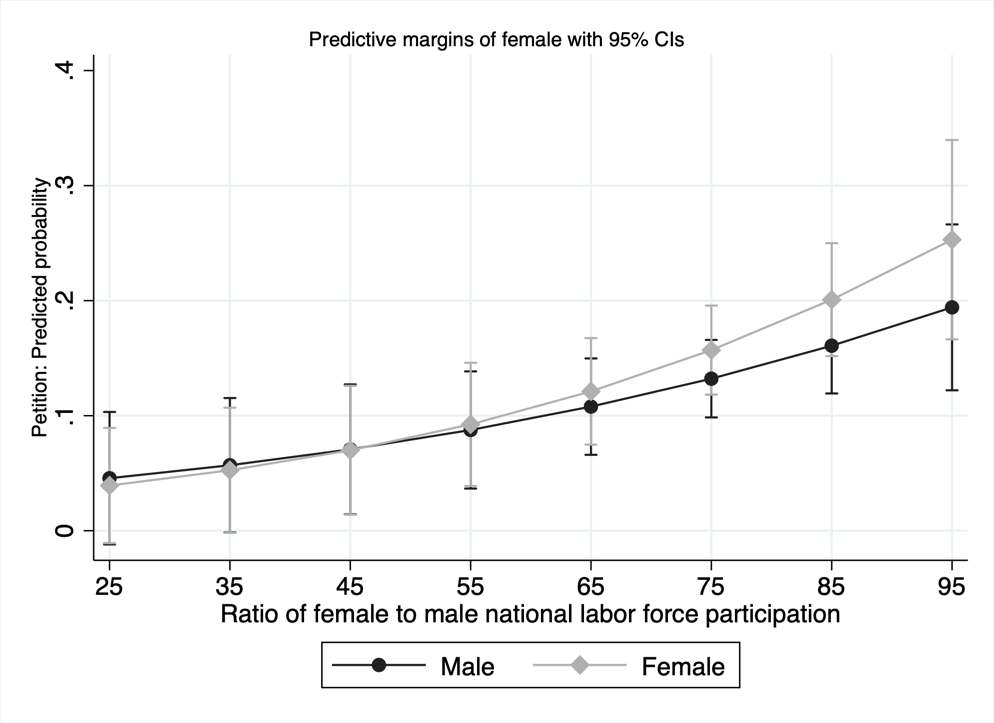 Predictive margins of female with 95% CIs
Petition: Predicted probability
.4
.3
.2
.1
0
25 35 45 55 65 75 85 95
Ratio of female to male national labor force participation
Male Female